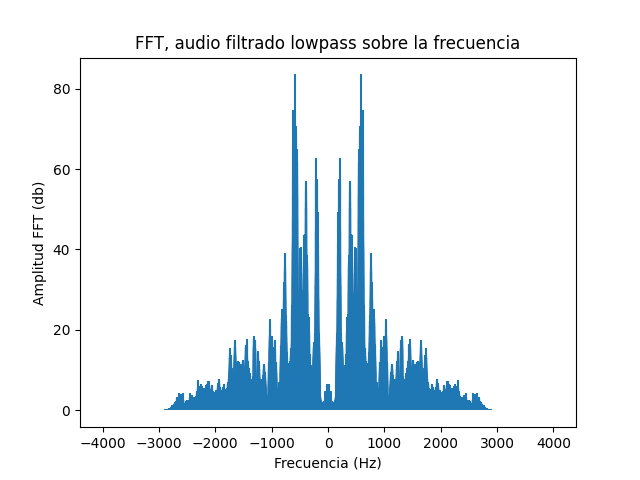 FFT, audio filtrado lowpass sobre la frecuencia
Amplitud FFT (db)
80
60
40
20
0
−4000 −3000 −2000 −1000 0 1000 2000 3000 4000
Frecuencia (Hz)